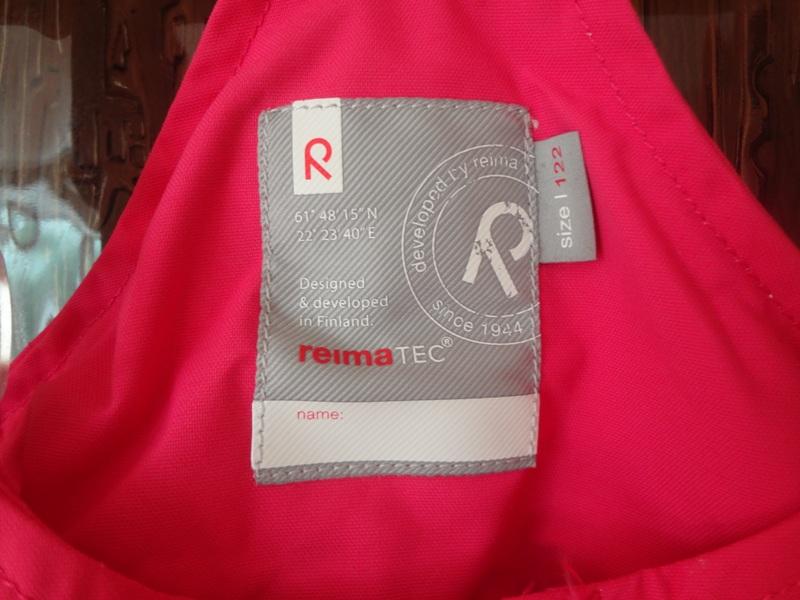 R
61° 48' 15" N
22° 23' 40" E
Designed
& developed
in Finland.
reimaTEC®
name:
developed by reima
since 1944
size | 122